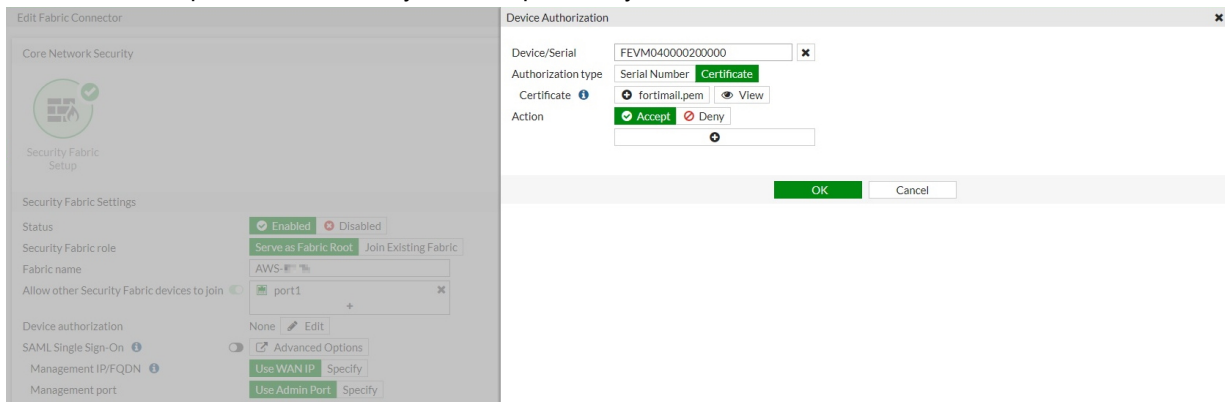 Edit Fabric Connector
Core Network Security
Security Fabric
Setup
Security Fabric Settings
Status Enabled Disabled
Security Fabric role Serve as Fabric Root Join Existing Fabric
Fabric name AWS-
Allow other Security Fabric devices to join port1
+
Device authorization None Edit
SAML Single Sign-On Advanced Options
Management IP/FQDN Use WAN IP Specify
Management port Use Admin Port Specify
Device Authorization
Device/Serial FEVM040000200000
Authorization type Serial Number Certificate
Certificate fortimail.pem View
Action Accept Deny
OK Cancel